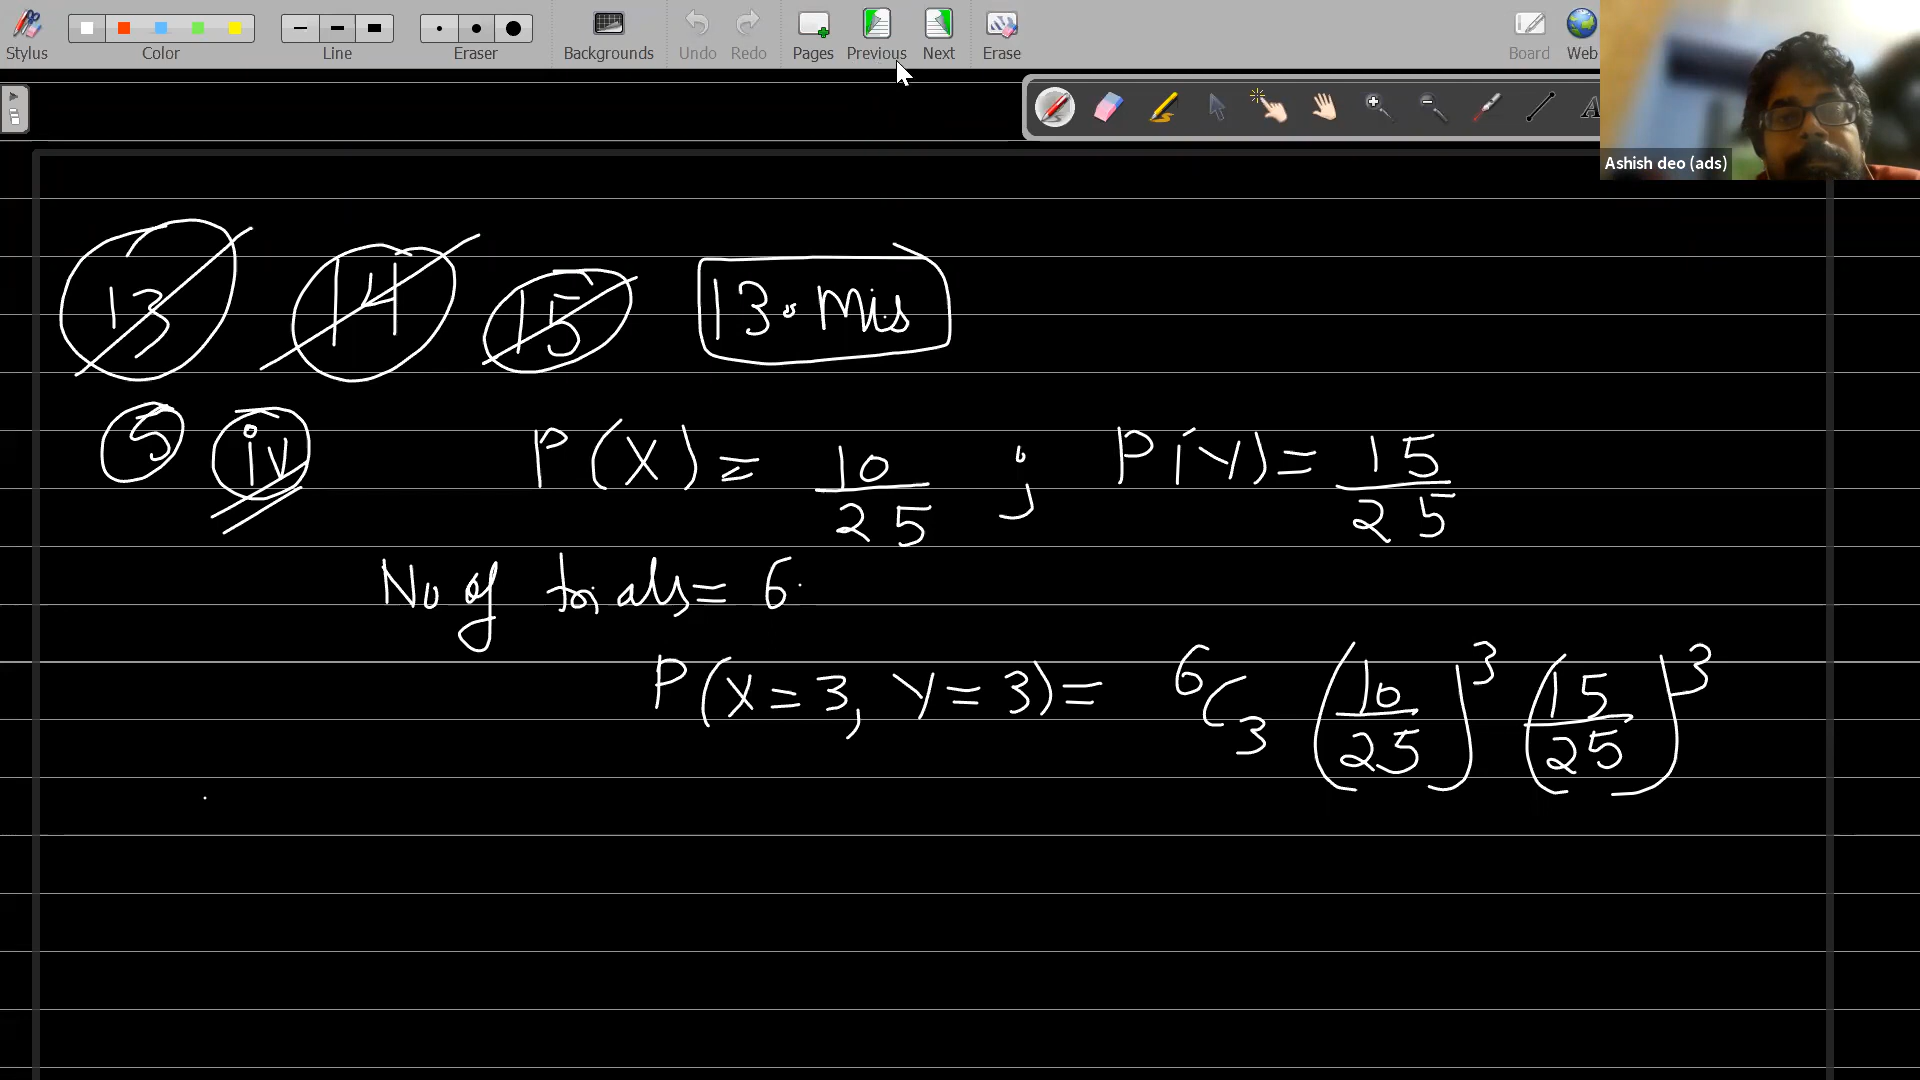 Stylus Color Line Eraser Backgrounds Undo Redo Pages Previous Next Erase Board Web
Ashish deo (ads)
13 14 15 13. Mis
5 iv P(X) = 10/25 ; P(Y) = 15/25
No of trials = 6.
P(X = 3, Y = 3) = ⁶C₃ (10/25)³ (15/25)³